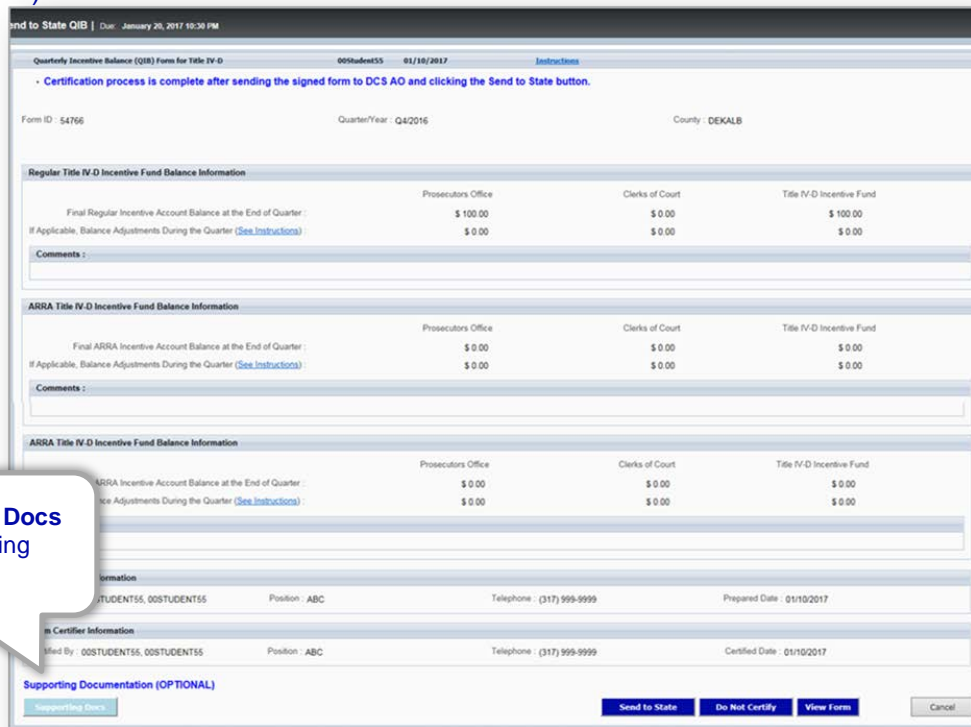 end to State QIB | Due: January 20, 2017 10:30 PM
Quarterly Incentive Balance (QIB) Form for Title IV-D 00Student55 01/10/2017 Instructions
- Certification process is complete after sending the signed form to DCS AO and clicking the Send to State button.
Form ID : 54766 Quarter/Year : Q4/2016 County : DEKALB
Regular Title IV-D Incentive Fund Balance Information
Prosecutors Office Clerks of Court Title IV-D Incentive Fund
Final Regular Incentive Account Balance at the End of Quarter : $ 100.00 $ 0.00 $ 100.00
If Applicable, Balance Adjustments During the Quarter (See Instructions) : $ 0.00 $ 0.00 $ 0.00
Comments :
ARRA Title IV-D Incentive Fund Balance Information
Prosecutors Office Clerks of Court Title IV-D Incentive Fund
Final ARRA Incentive Account Balance at the End of Quarter : $ 0.00 $ 0.00 $ 0.00
If Applicable, Balance Adjustments During the Quarter (See Instructions) : $ 0.00 $ 0.00 $ 0.00
Comments :
ARRA Title IV-D Incentive Fund Balance Information
Prosecutors Office Clerks of Court Title IV-D Incentive Fund
ARRA Incentive Account Balance at the End of Quarter : $ 0.00 $ 0.00 $ 0.00
nce Adjustments During the Quarter (See Instructions) : $ 0.00 $ 0.00 $ 0.00
Docs
ing
ormation
TUDENT55, 00STUDENT55 Position : ABC Telephone : (317) 999-9999 Prepared Date : 01/10/2017
m Certifier Information
ified By : 00STUDENT55, 00STUDENT55 Position : ABC Telephone : (317) 999-9999 Certified Date : 01/10/2017
Supporting Documentation (OPTIONAL)
Supporting Docs Send to State Do Not Certify View Form Cancel